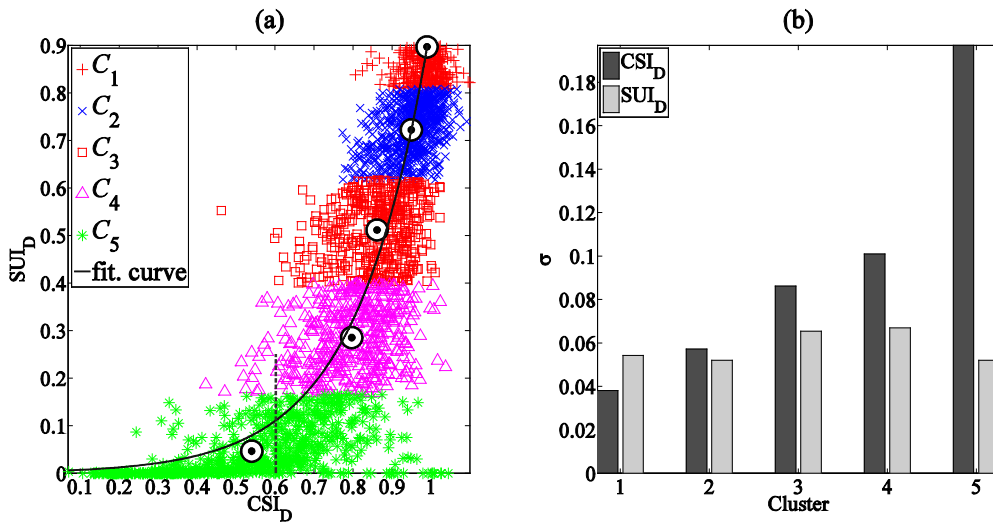 (a)
0.9
0.8
0.7
0.6
0.5
0.4
0.3
0.2
0.1
0
SUI_D
C_1
C_2
C_3
C_4
C_5
fit. curve
0.1 0.2 0.3 0.4 0.5 0.6 0.7 0.8 0.9 1
CSI_D
(b)
0.18
0.16
0.14
0.12
0.1
0.08
0.06
0.04
0.02
0
σ
CSI_D
SUI_D
1 2 3 4 5
Cluster